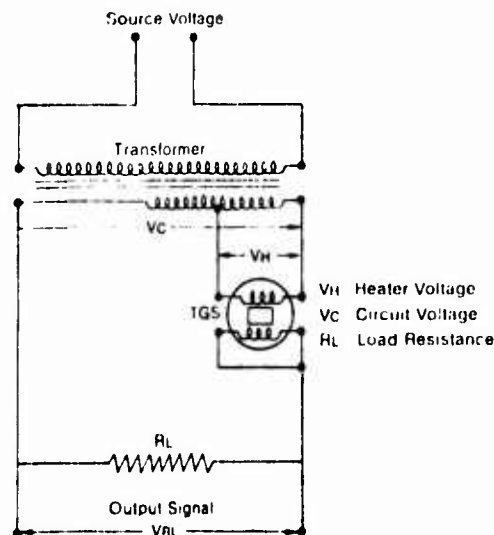 Source Voltage
Transformer
VC
VH
TGS
VH Heater Voltage
VC Circuit Voltage
RL Load Resistance
RL
Output Signal
VRL